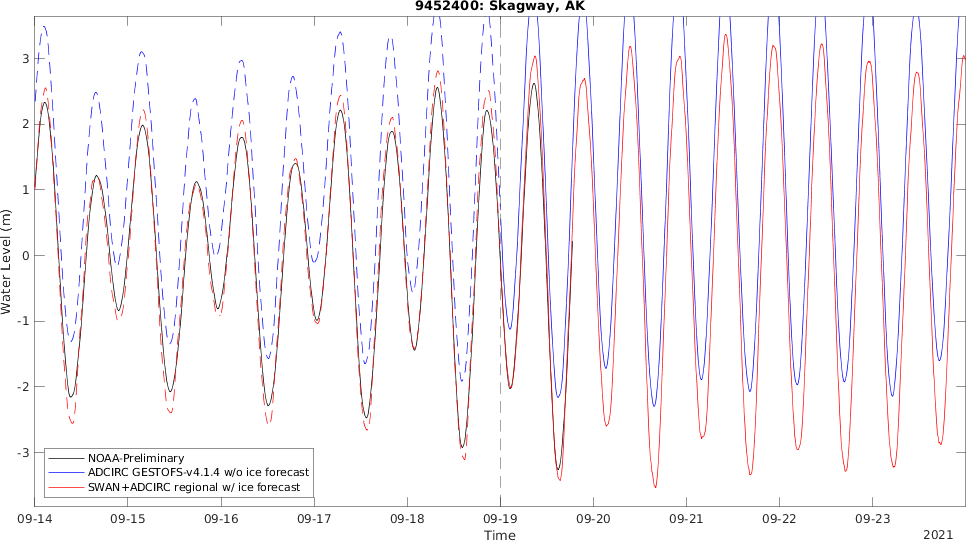 9452400: Skagway, AK
Water Level (m)
3
2
1
0
-1
-2
-3
NOAA-Preliminary
ADCIRC GESTOFS-v4.1.4 w/o ice forecast
SWAN+ADCIRC regional w/ ice forecast
09-14 09-15 09-16 09-17 09-18 09-19 09-20 09-21 09-22 09-23
Time
2021